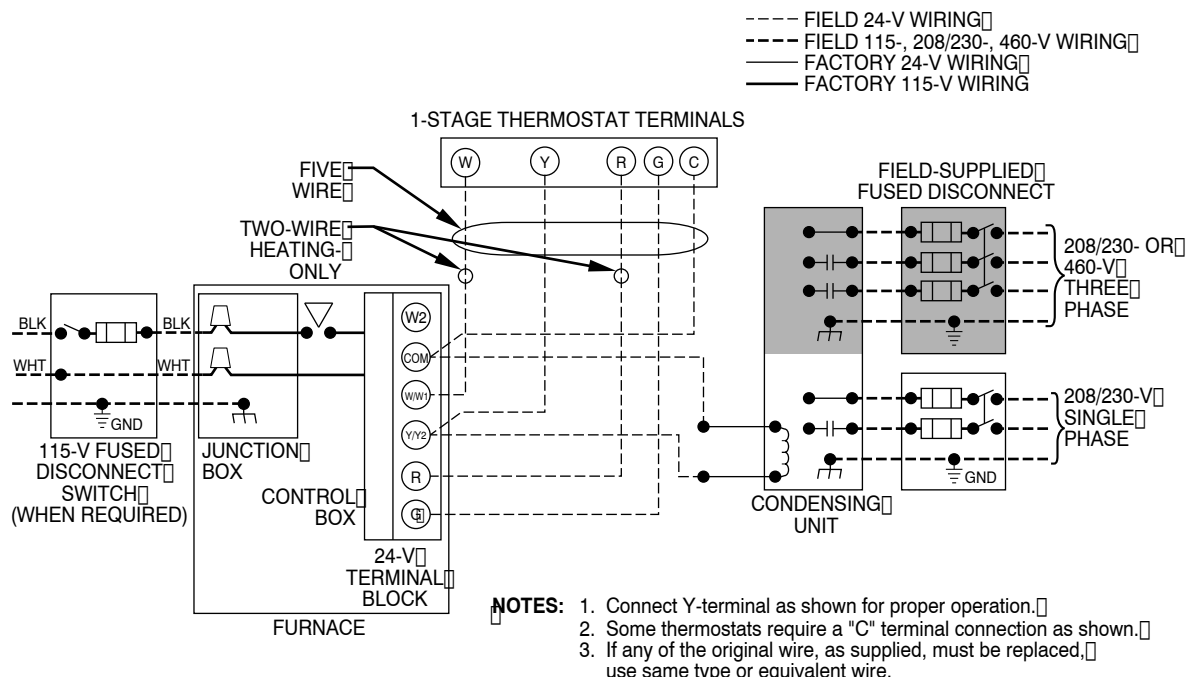 FIELD 24-V WIRING
FIELD 115-, 208/230-, 460-V WIRING
FACTORY 24-V WIRING
FACTORY 115-V WIRING
1-STAGE THERMOSTAT TERMINALS
W
Y
R
G
C
FIVE
WIRE
TWO-WIRE
HEATING-
ONLY
FIELD-SUPPLIED
FUSED DISCONNECT
208/230- OR
460-V
THREE
PHASE
BLK
BLK
WHT
WHT
GND
115-V FUSED
DISCONNECT
SWITCH
(WHEN REQUIRED)
JUNCTION
BOX
CONTROL
BOX
W2
COM
W/W1
Y/Y2
R
G
24-V
TERMINAL
BLOCK
FURNACE
208/230-V
SINGLE
PHASE
GND
CONDENSING
UNIT
NOTES: 1. Connect Y-terminal as shown for proper operation.
2. Some thermostats require a "C" terminal connection as shown.
3. If any of the original wire, as supplied, must be replaced,
use same type or equivalent wire.